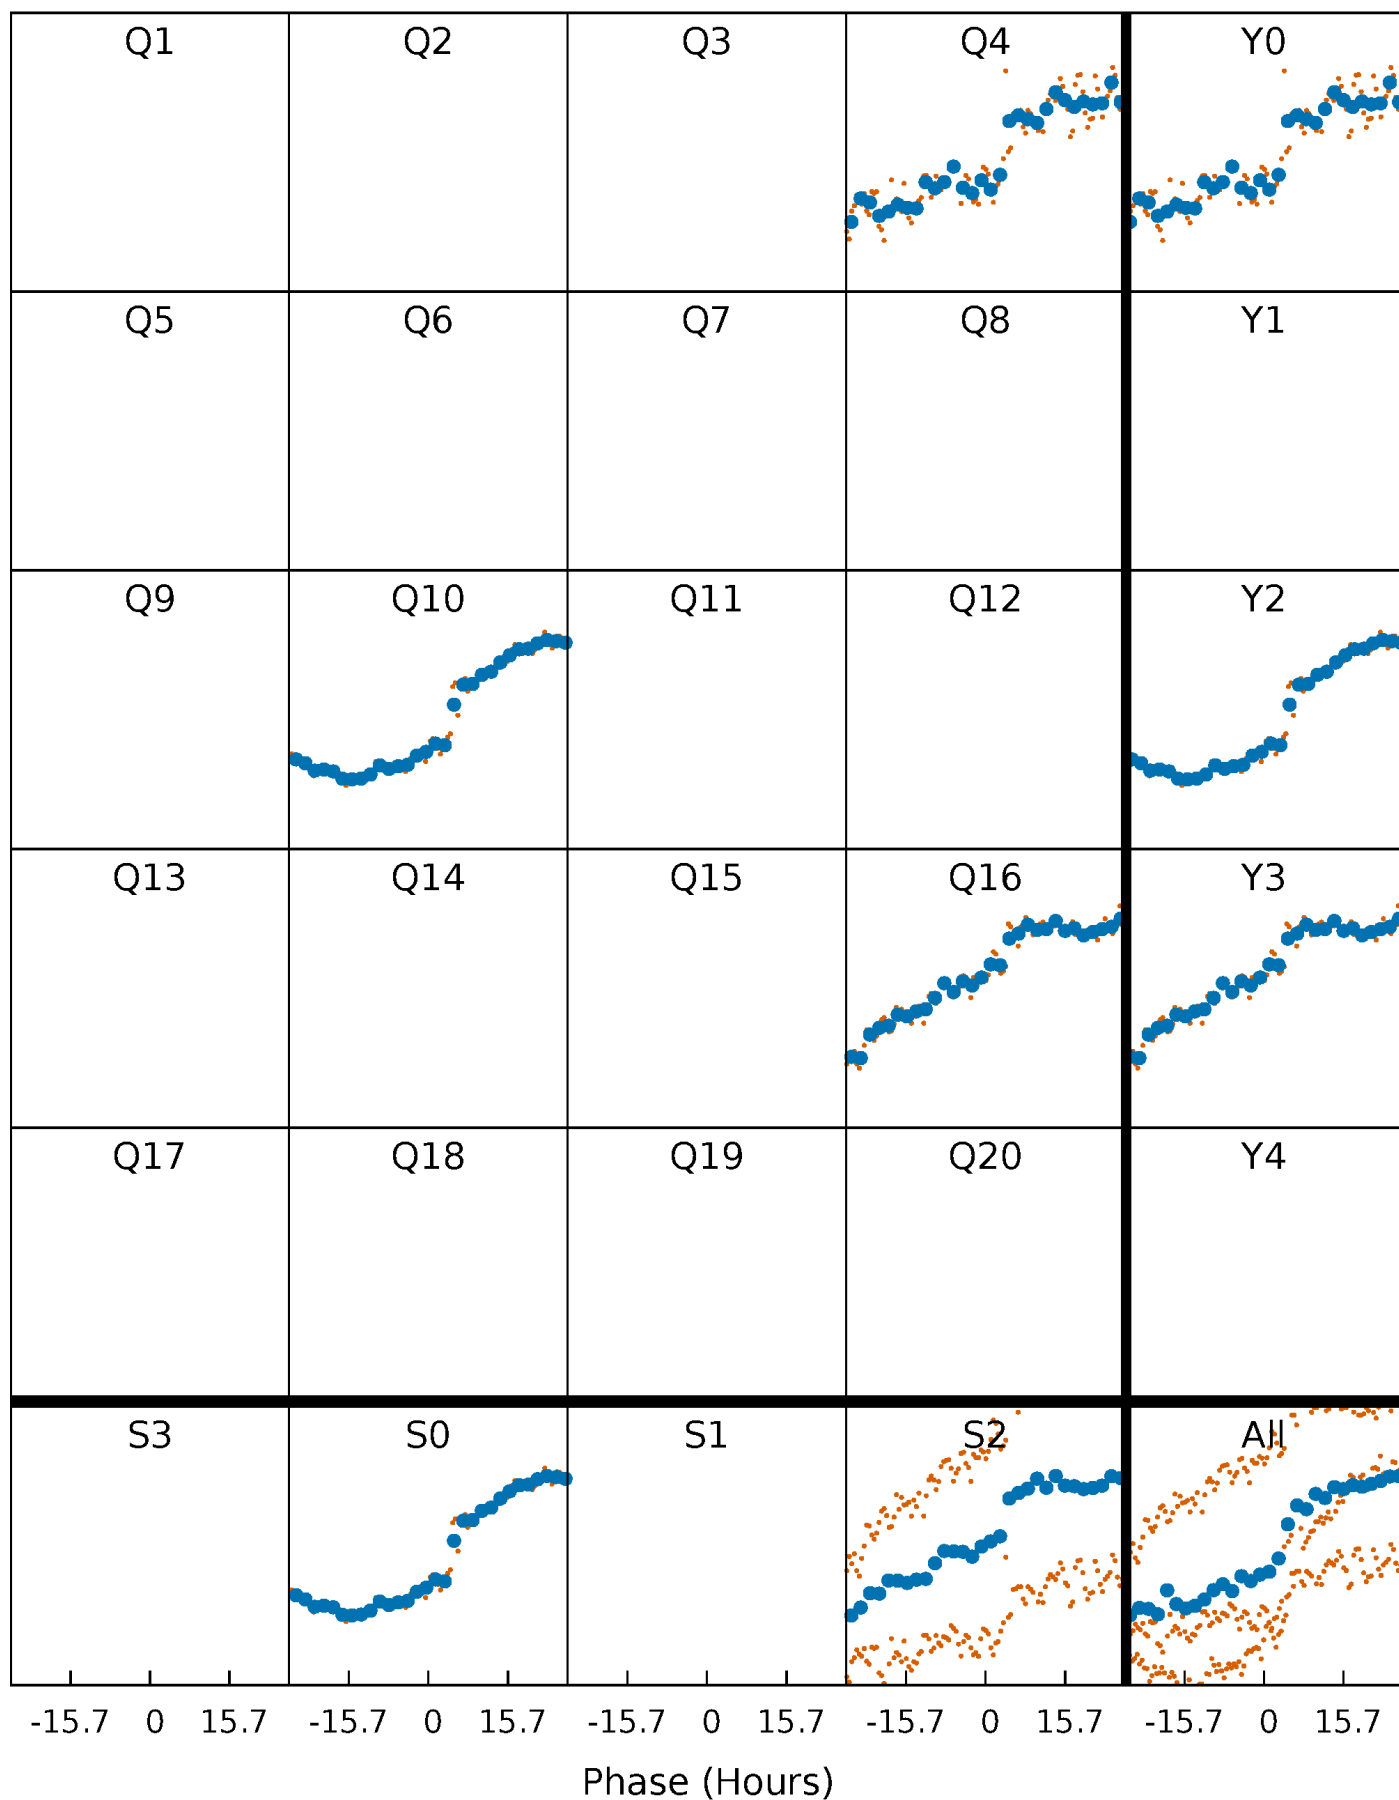 Q1 Q2 Q3 Q4 Y0
Q5 Q6 Q7 Q8 Y1
Q9 Q10 Q11 Q12 Y2
Q13 Q14 Q15 Q16 Y3
Q17 Q18 Q19 Q20 Y4
S3 S0 S1 S2 All
-15.7 0 15.7 -15.7 0 15.7 -15.7 0 15.7 -15.7 0 15.7 -15.7 0 15.7
Phase (Hours)